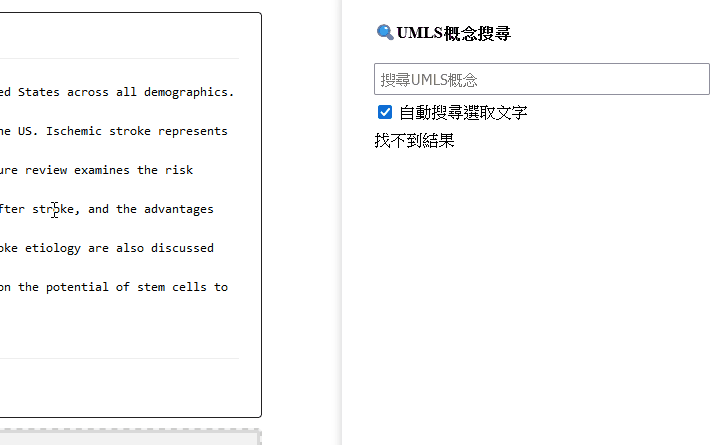 ed States across all demographics.
he US. Ischemic stroke represents
ure review examines the risk
fter stroke, and the advantages
oke etiology are also discussed
on the potential of stem cells to
UMLS概念搜尋
搜尋UMLS概念
自動搜尋選取文字
找不到結果